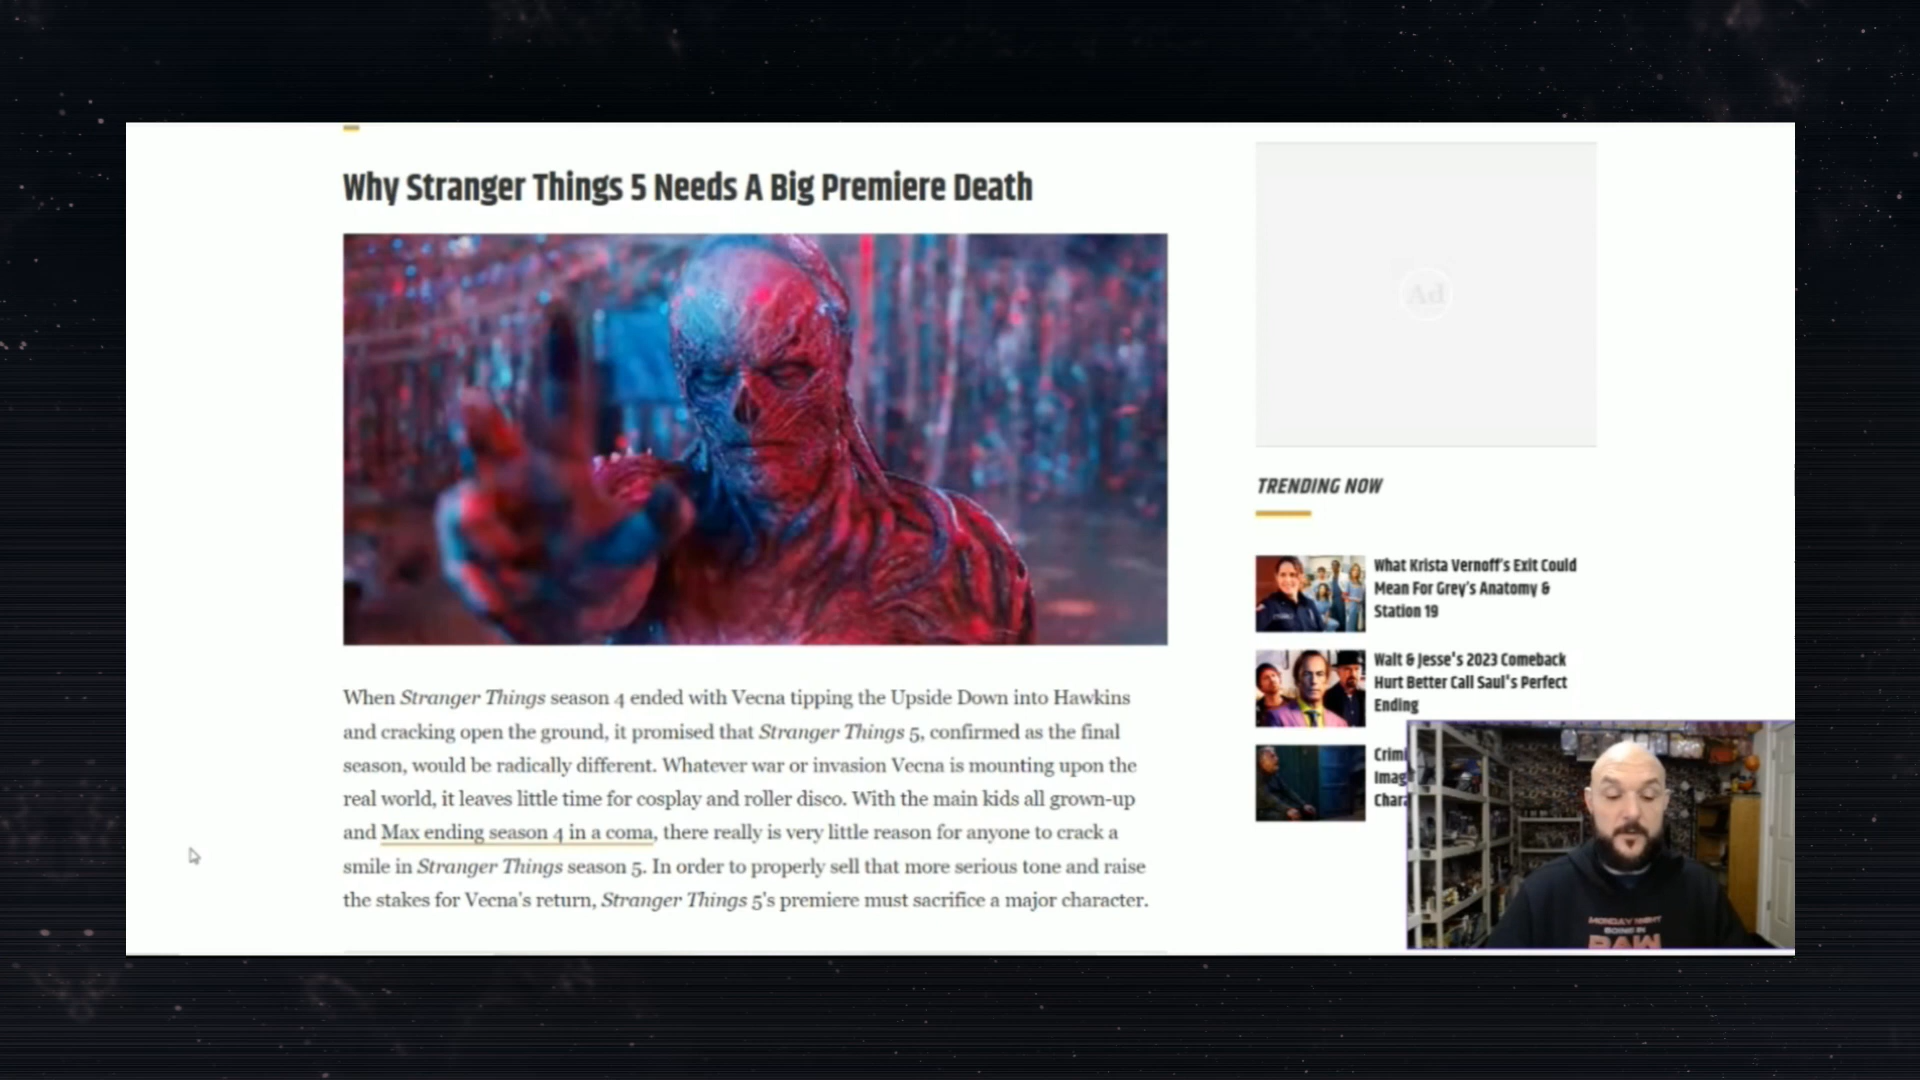 Why Stranger Things 5 Needs A Big Premiere Death
When Stranger Things season 4 ended with Vecna tipping the Upside Down into Hawkins
and cracking open the ground, it promised that Stranger Things 5, confirmed as the final
season, would be radically different. Whatever war or invasion Vecna is mounting upon the
real world, it leaves little time for cosplay and roller disco. With the main kids all grown-up
and Max ending season 4 in a coma, there really is very little reason for anyone to crack a
smile in Stranger Things season 5. In order to properly sell that more serious tone and raise
the stakes for Vecna's return, Stranger Things 5's premiere must sacrifice a major character.
Ad
TRENDING NOW
What Krista Vernoff's Exit Could
Mean For Grey's Anatomy &
Station 19
Walt & Jesse's 2023 Comeback
Hurt Better Call Saul's Perfect
Ending
Crimi
Imag
Chara
MONDAY NIGHT
RAW